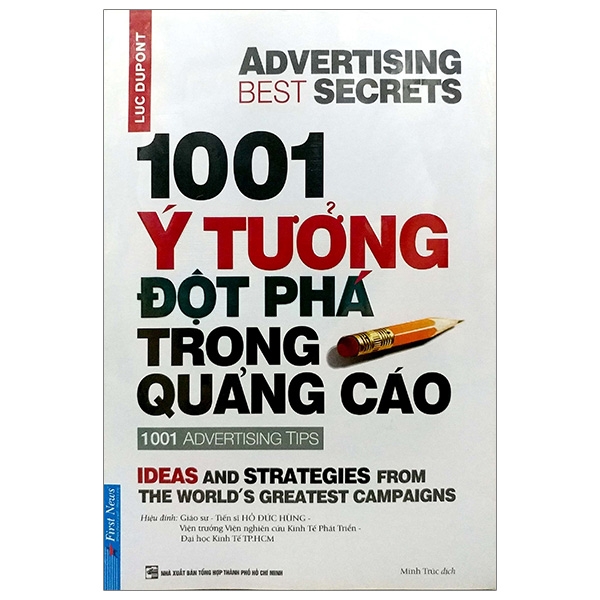 LUC DUPONT
ADVERTISING
BEST SECRETS
1001
Ý TƯỞNG
ĐỘT PHÁ
TRONG
QUẢNG CÁO
1001 ADVERTISING TIPS
IDEAS AND STRATEGIES FROM
THE WORLD'S GREATEST CAMPAIGNS
Hiệu đính: Giáo sư - Tiến sĩ HỒ ĐỨC HÙNG -
Viện trưởng Viện nghiên cứu Kinh Tế Phát Triển -
Đại học Kinh Tế TP.HCM
First News
NHÀ XUẤT BẢN TỔNG HỢP THÀNH PHỐ HỒ CHÍ MINH
Minh Trúc dịch